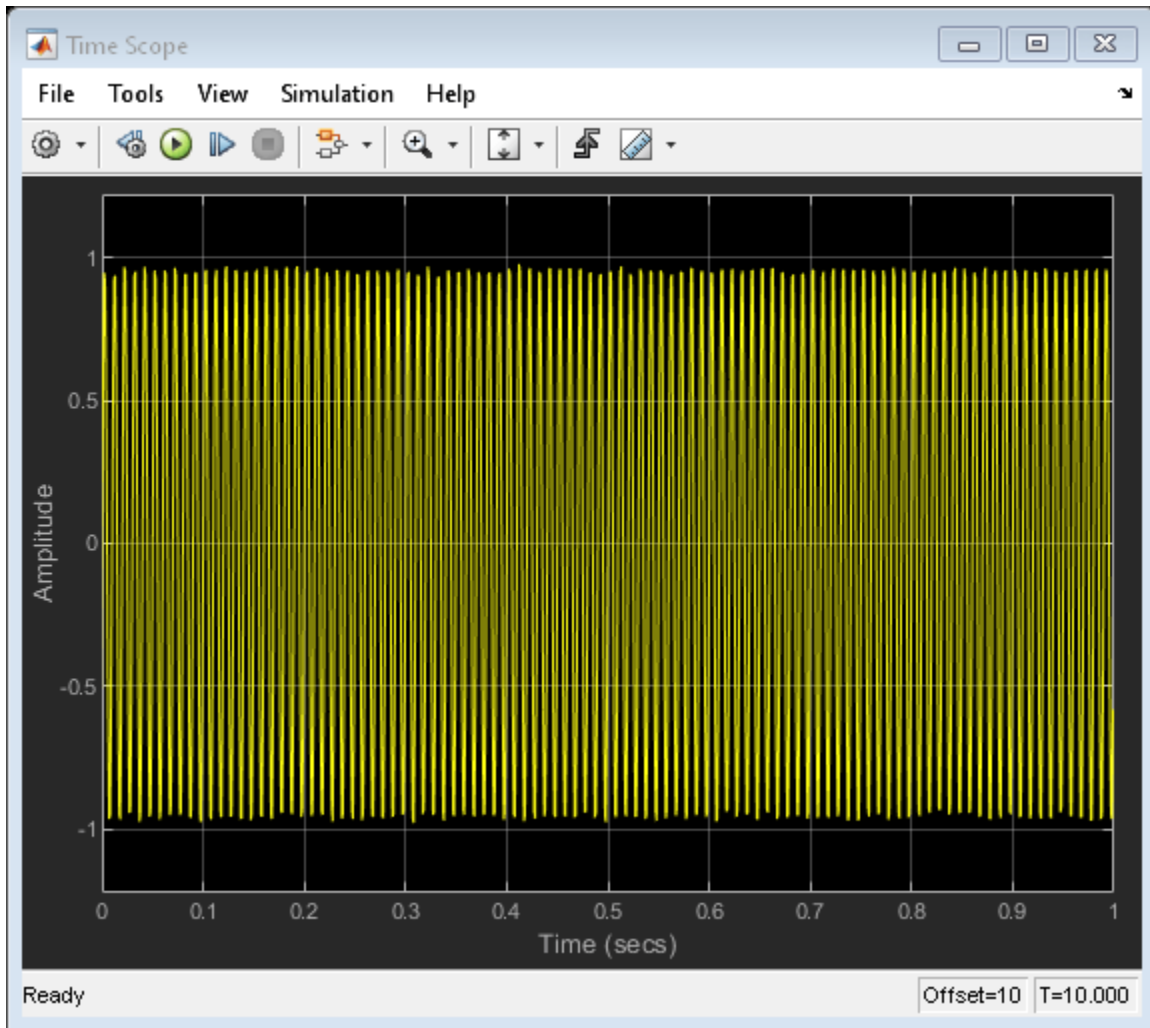 Time Scope
File Tools View Simulation Help
1
0.5
0
-0.5
-1
Amplitude
0 0.1 0.2 0.3 0.4 0.5 0.6 0.7 0.8 0.9 1
Time (secs)
Ready Offset=10 T=10.000